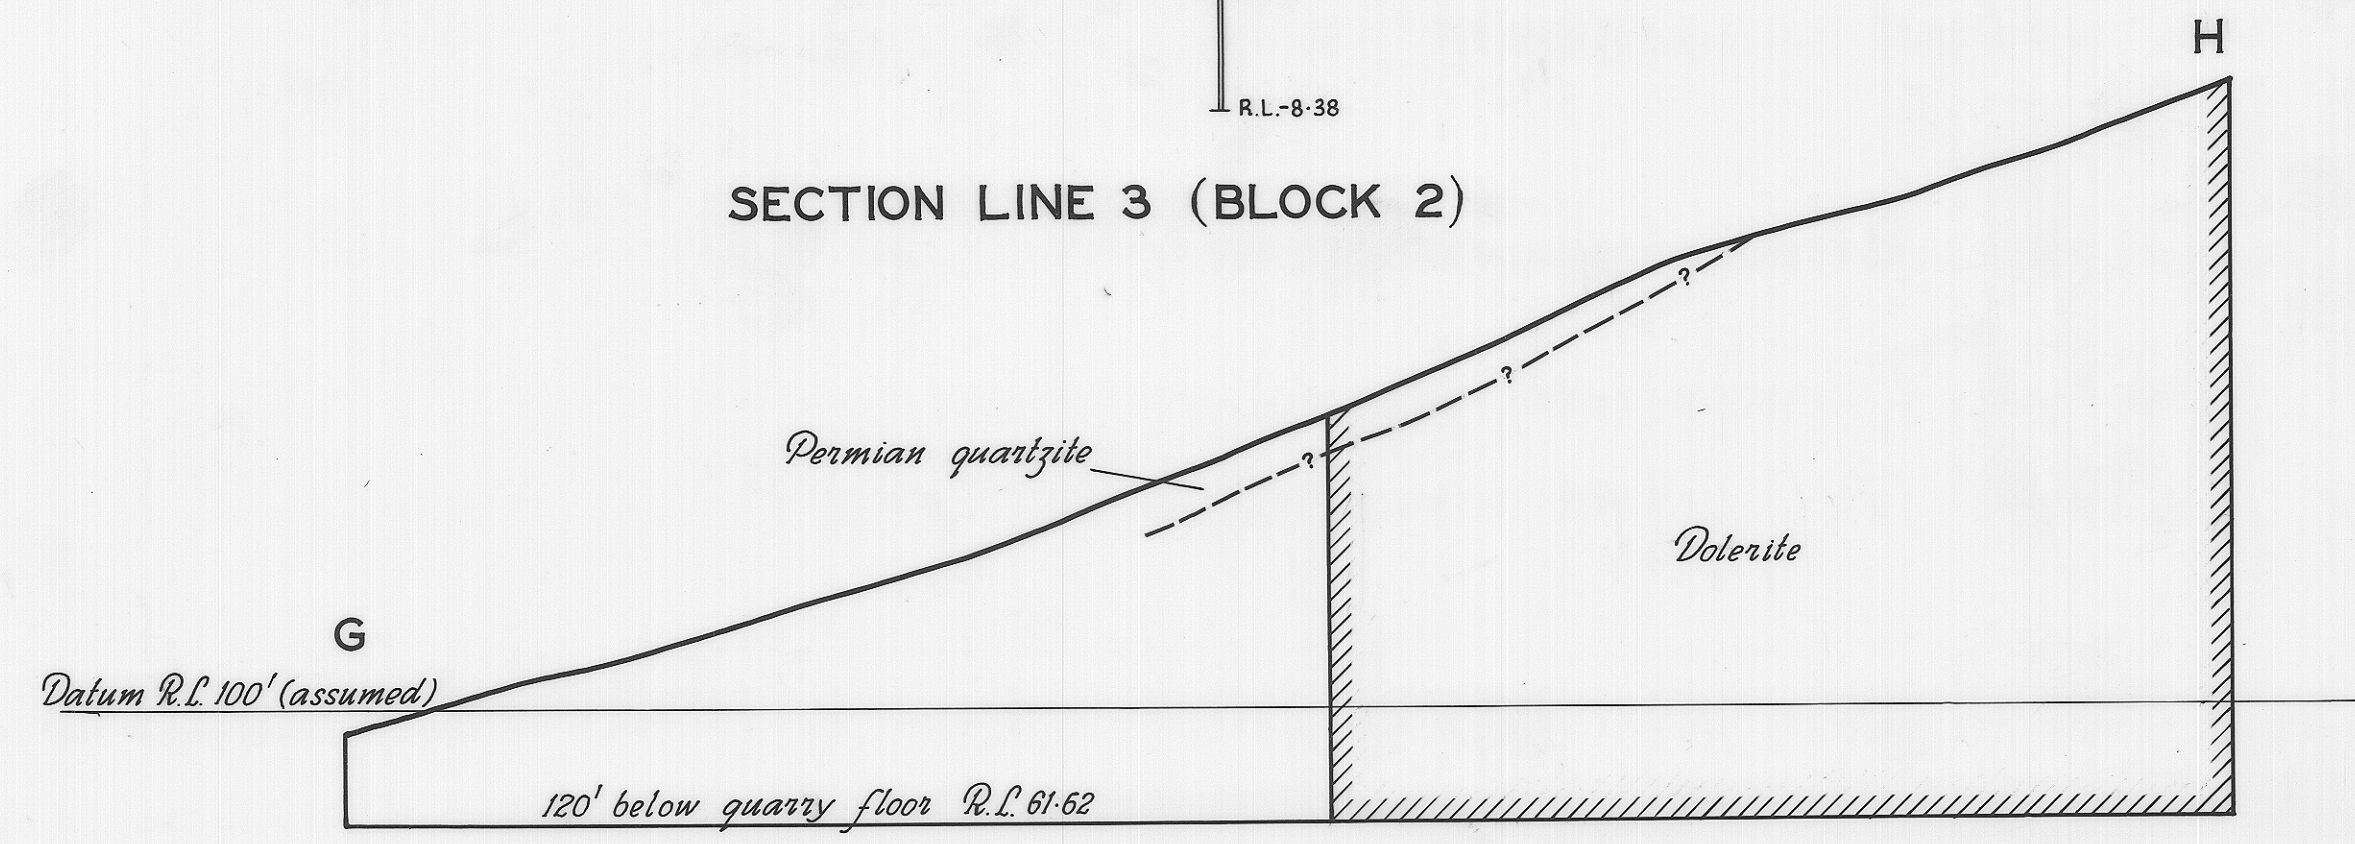 H
R.L.-8·38
SECTION LINE 3 (BLOCK 2)
?
?
Permian quartzite
?
Dolerite
G
Datum R.L. 100' (assumed)
120' below quarry floor R.L. 61·62